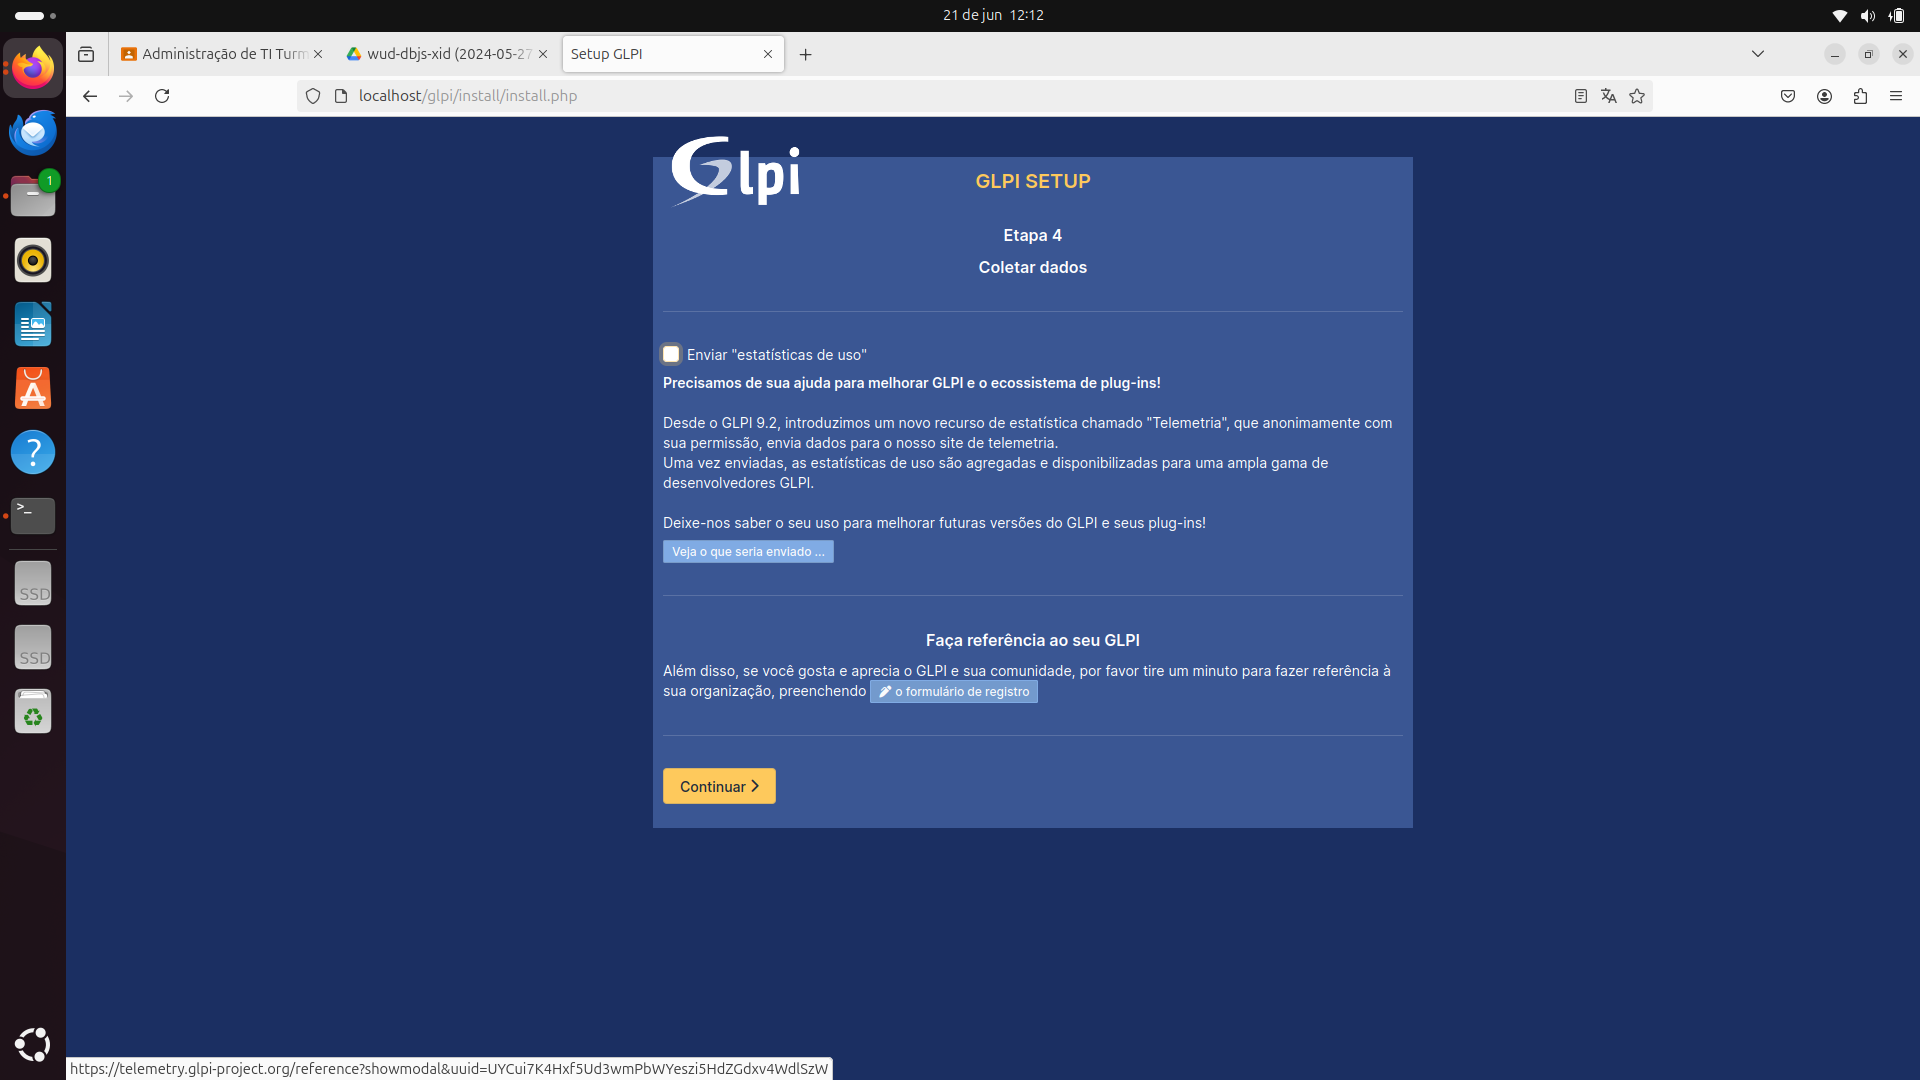 21 de jun 12:12
Administração de TI Turm
wud-dbjs-xid (2024-05-27
Setup GLPI
localhost/glpi/install/install.php
1
Glpi
GLPI SETUP
Etapa 4
Coletar dados
Enviar "estatísticas de uso"
Precisamos de sua ajuda para melhorar GLPI e o ecossistema de plug-ins!
Desde o GLPI 9.2, introduzimos um novo recurso de estatística chamado "Telemetria", que anonimamente com
sua permissão, envia dados para o nosso site de telemetria.
Uma vez enviadas, as estatísticas de uso são agregadas e disponibilizadas para uma ampla gama de
desenvolvedores GLPI.
Deixe-nos saber o seu uso para melhorar futuras versões do GLPI e seus plug-ins!
Veja o que seria enviado ...
SSD
SSD
Faça referência ao seu GLPI
Além disso, se você gosta e aprecia o GLPI e sua comunidade, por favor tire um minuto para fazer referência à
sua organização, preenchendo o formulário de registro
Continuar
https://telemetry.glpi-project.org/reference?showmodal&uuid=UYCui7K4Hxf5Ud3wmPbWYeszi5HdZGdxv4WdlSzW